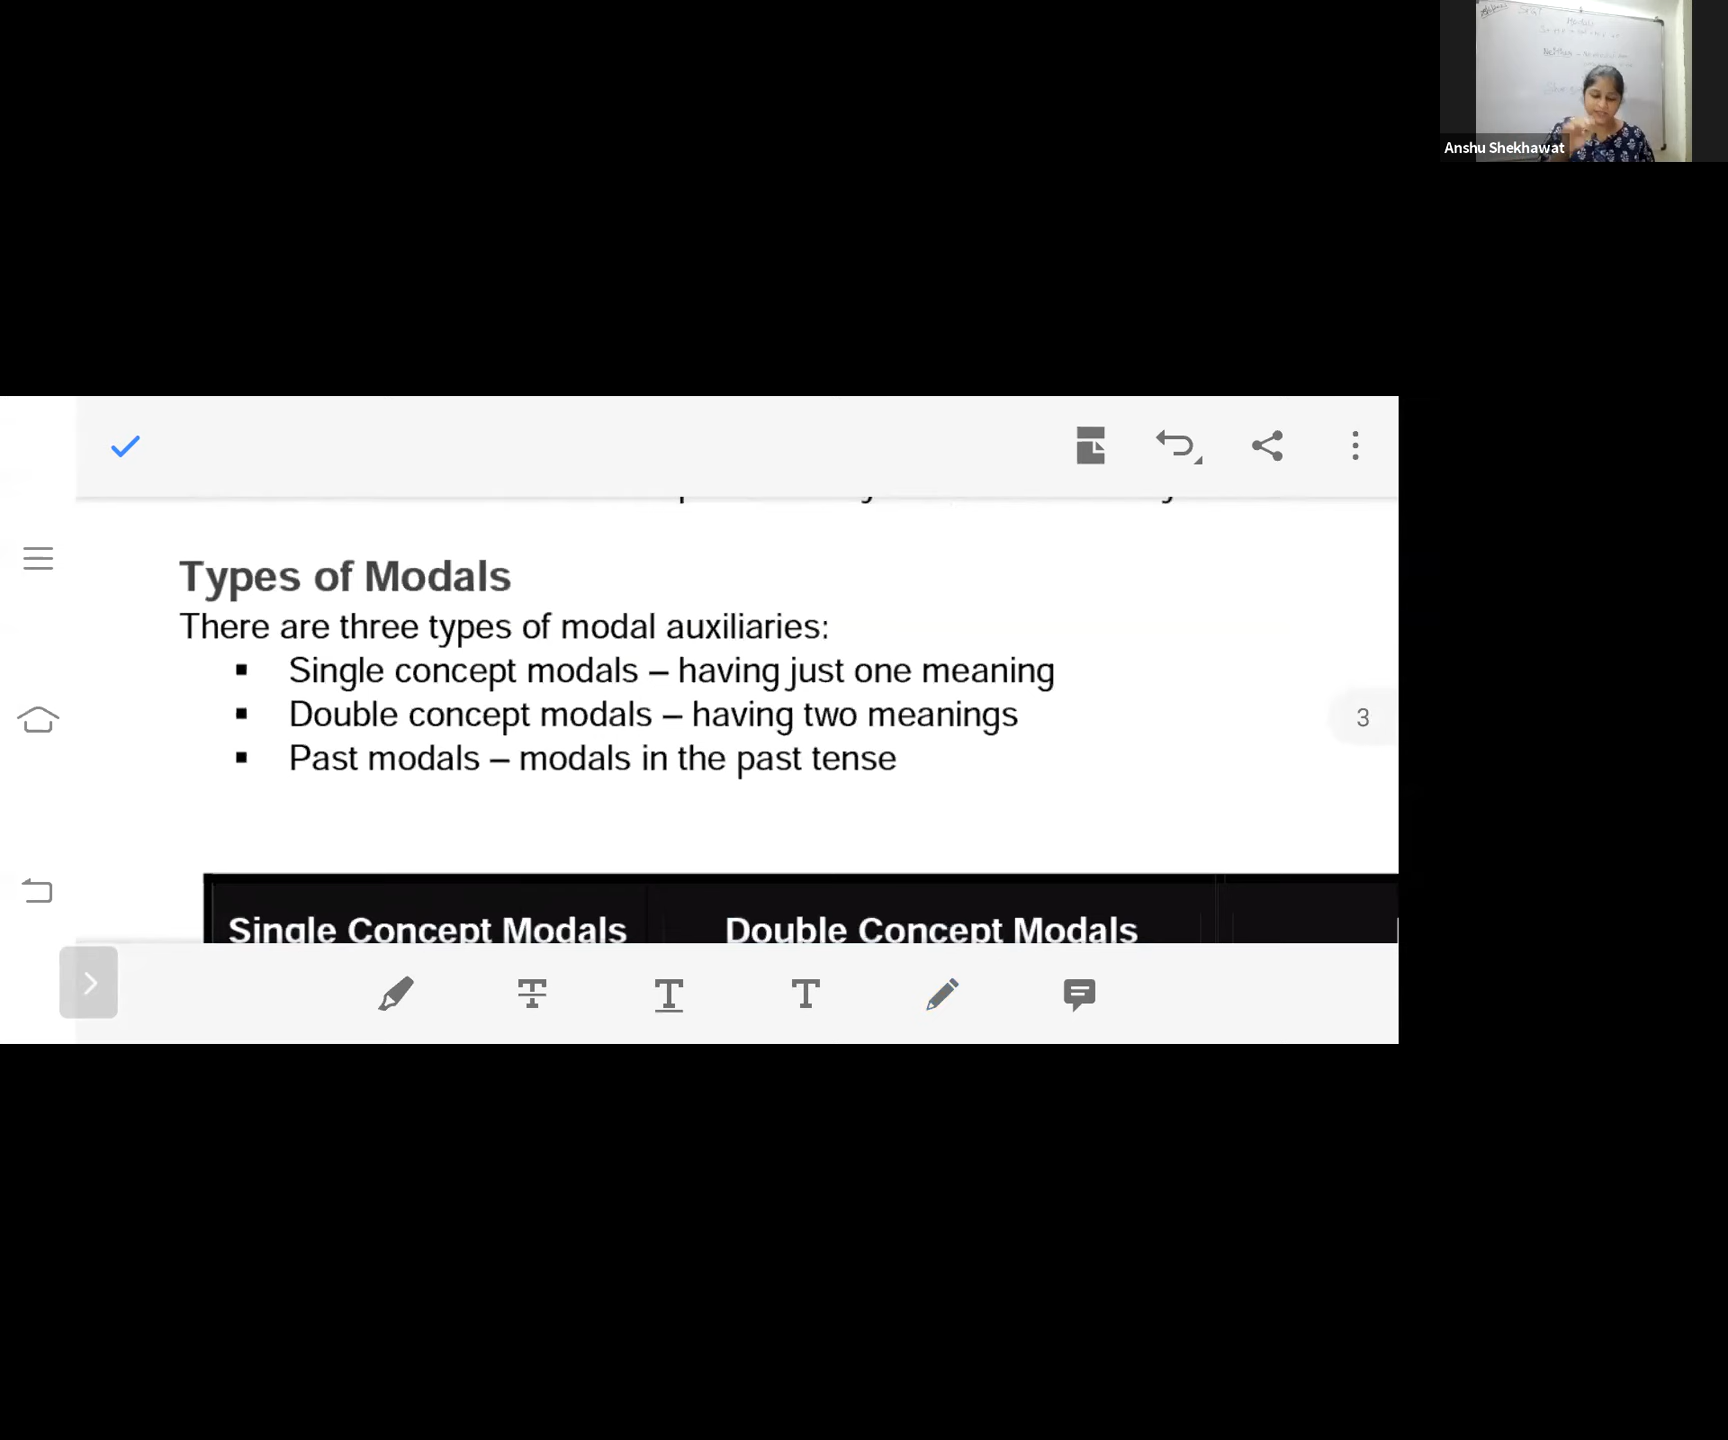 Anshu Shekhawat
Types of Modals
There are three types of modal auxiliaries:
▪ Single concept modals – having just one meaning
▪ Double concept modals – having two meanings
▪ Past modals – modals in the past tense
3
Single Concept Modals Double Concept Modals